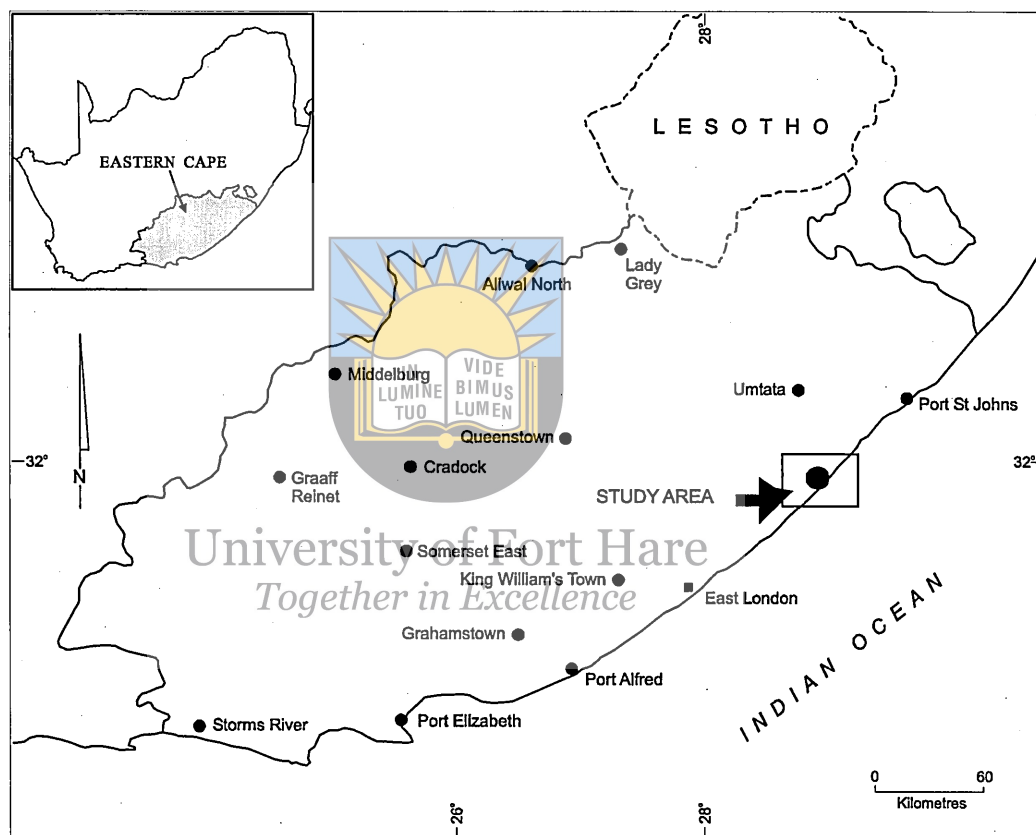 EASTERN CAPE
28°
LESOTHO
Aliwal North
Lady
Grey
IN
LUMINE
TUO
VIDE
BIMUS
LUMEN
Middelburg
Umtata
Port St Johns
Queenstown
32°
32°
N
Cradock
Graaff
Reinet
STUDY AREA
University of Fort Hare
Together in Excellence
Somerset East
King William's Town
East London
Grahamstown
Port Alfred
INDIAN OCEAN
Storms River
Port Elizabeth
0 60
Kilometres
26°
28°